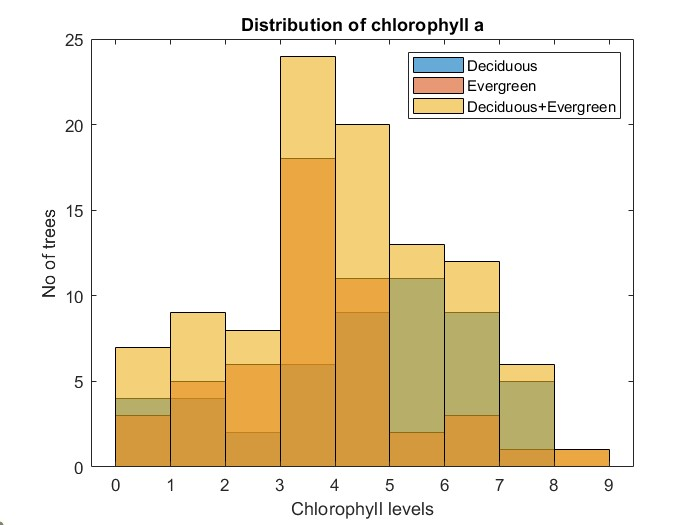 Distribution of chlorophyll a
Deciduous
Evergreen
Deciduous+Evergreen
No of trees
25
20
15
10
5
0
0 1 2 3 4 5 6 7 8 9
Chlorophyll levels